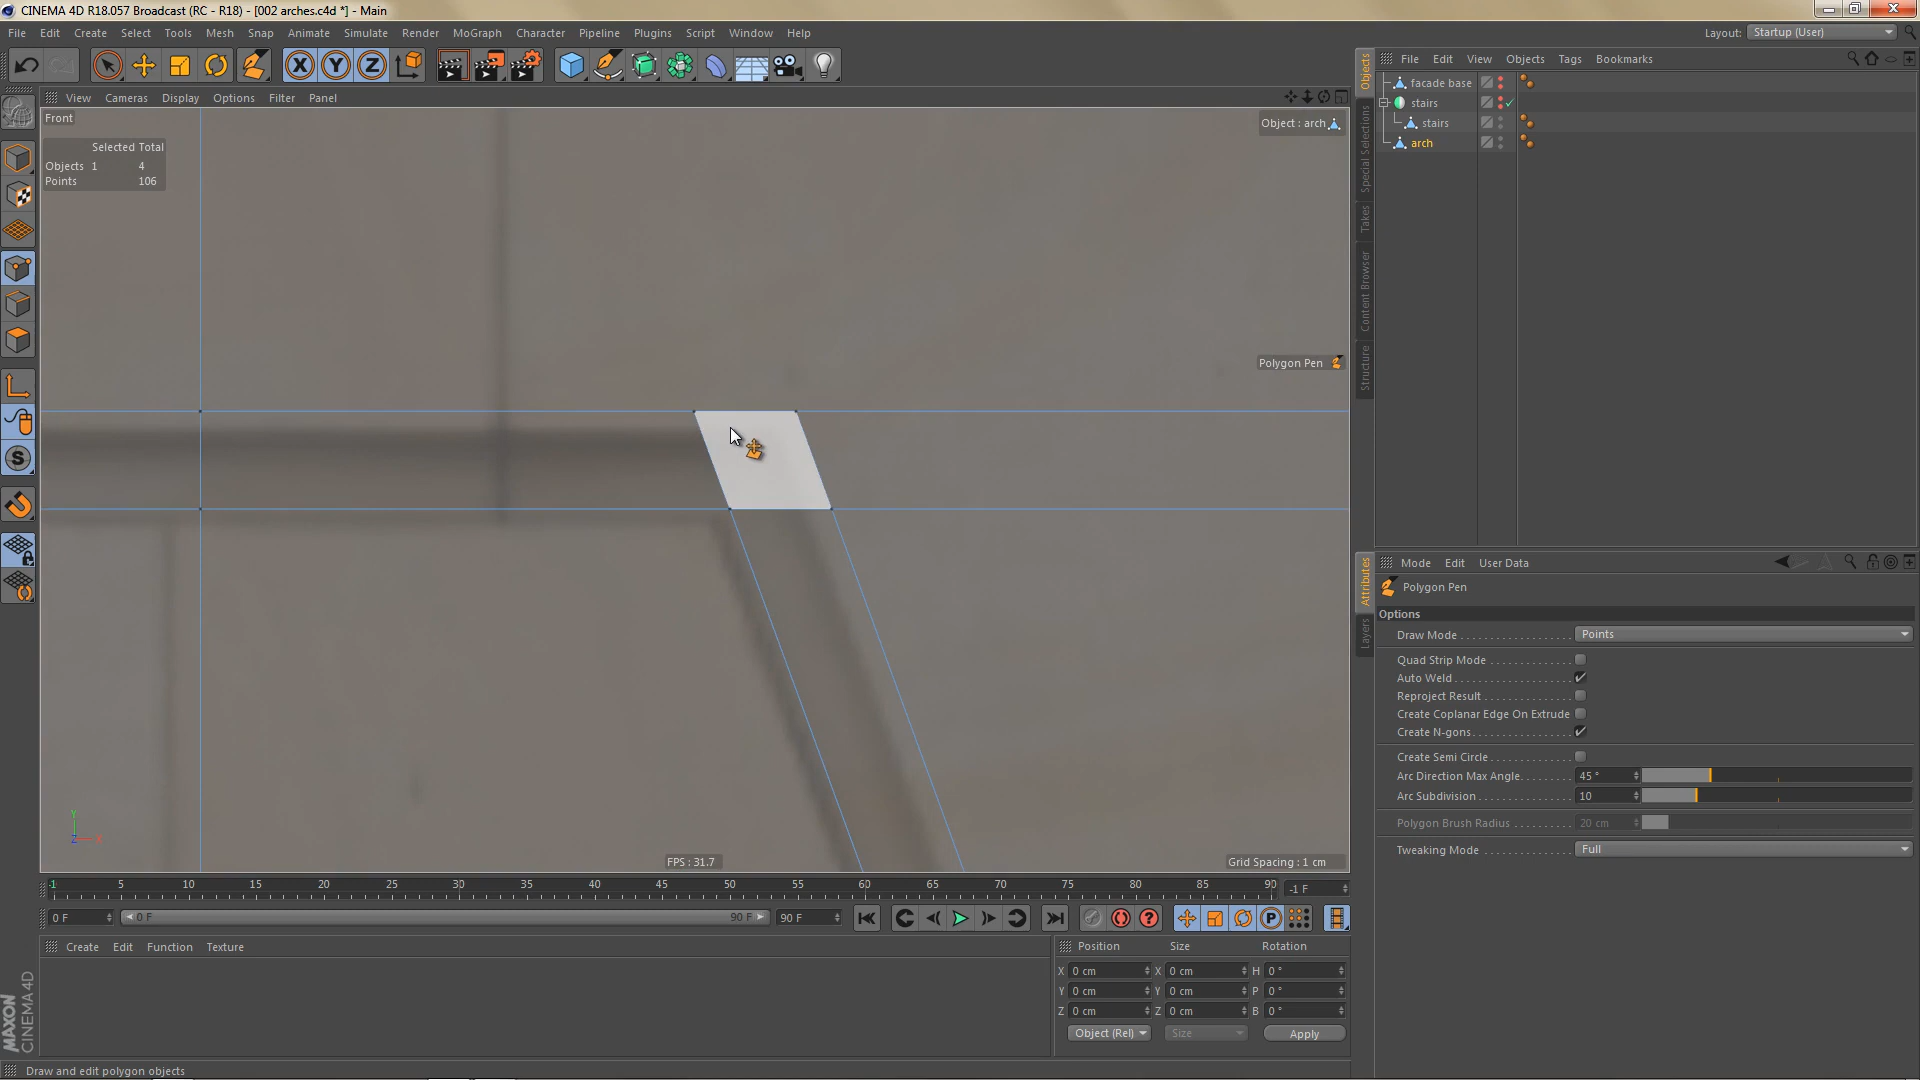 CINEMA 4D R18.057 Broadcast (RC - R18) - [002 arches.c4d *] - Main
File Edit Create Select Tools Mesh Snap Animate Simulate Render MoGraph Character Pipeline Plugins Script Window Help
Layout: Startup (User)
X Y Z
File Edit View Objects Tags Bookmarks
facade base
stairs
stairs
arch
View Cameras Display Options Filter Panel
Front
Object : arch
Selected Total
Objects 1 4
Points 106
Polygon Pen
Y
Z X
FPS : 31.7
Grid Spacing : 1 cm
Objects
Special Selections
Takes
Content Browser
Structure
Attributes
Layers
Mode Edit User Data
Polygon Pen
Options
Draw Mode Points
Quad Strip Mode
Auto Weld
Reproject Result
Create Coplanar Edge On Extrude
Create N-gons
Create Semi Circle
Arc Direction Max Angle 45 °
Arc Subdivision 10
Polygon Brush Radius 20 cm
Tweaking Mode Full
-1 5 10 15 20 25 30 35 40 45 50 55 60 65 70 75 80 85 90 -1 F
0 F 0 F 90 F 90 F
Create Edit Function Texture
Position Size Rotation
X 0 cm X 0 cm H 0 °
Y 0 cm Y 0 cm P 0 °
Z 0 cm Z 0 cm B 0 °
Object (Rel) Size Apply
MAXON
CINEMA 4D
Draw and edit polygon objects